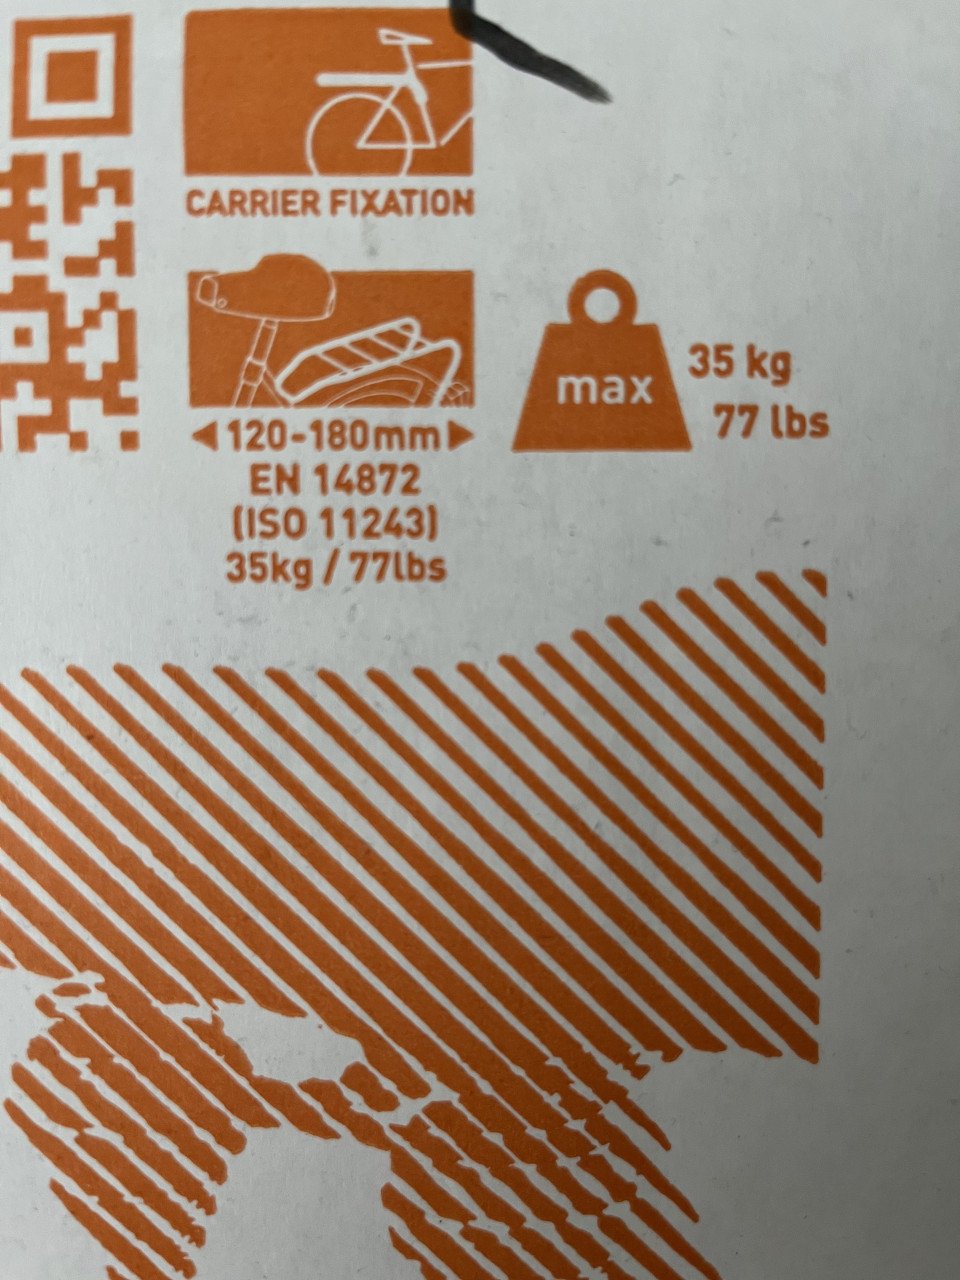 CARRIER FIXATION
120-180mm
EN 14872
(ISO 11243)
35kg / 77lbs
max
35 kg
77 lbs